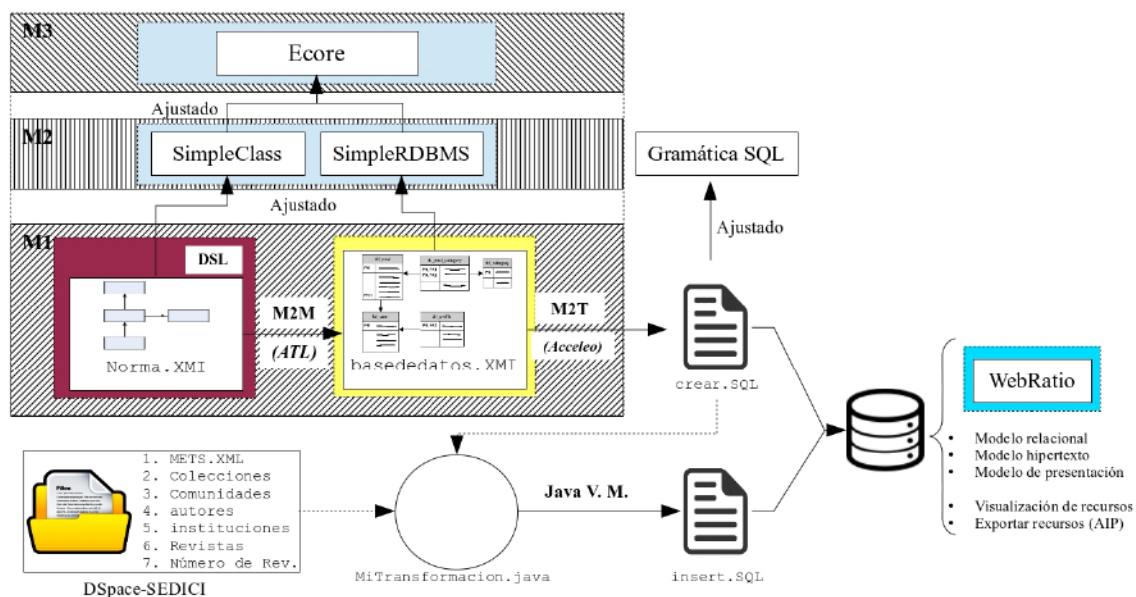 M3
Ecore
Ajustado
M2
SimpleClass
SimpleRDBMS
Gramática SQL
Ajustado
Ajustado
M1
DSL
Norma.XMI
M2M
(ATL)
basededatos.XMI
M2T
(Acceleo)
crear.SQL
WebRatio
• Modelo relacional
• Modelo hipertexto
• Modelo de presentación
• Visualización de recursos
• Exportar recursos (AIP)
1. METS.XML
2. Colecciones
3. Comunidades
4. autores
5. instituciones
6. Revistas
7. Número de Rev.
DSpace-SEDICI
MiTransformacion.java
Java V. M.
insert.SQL